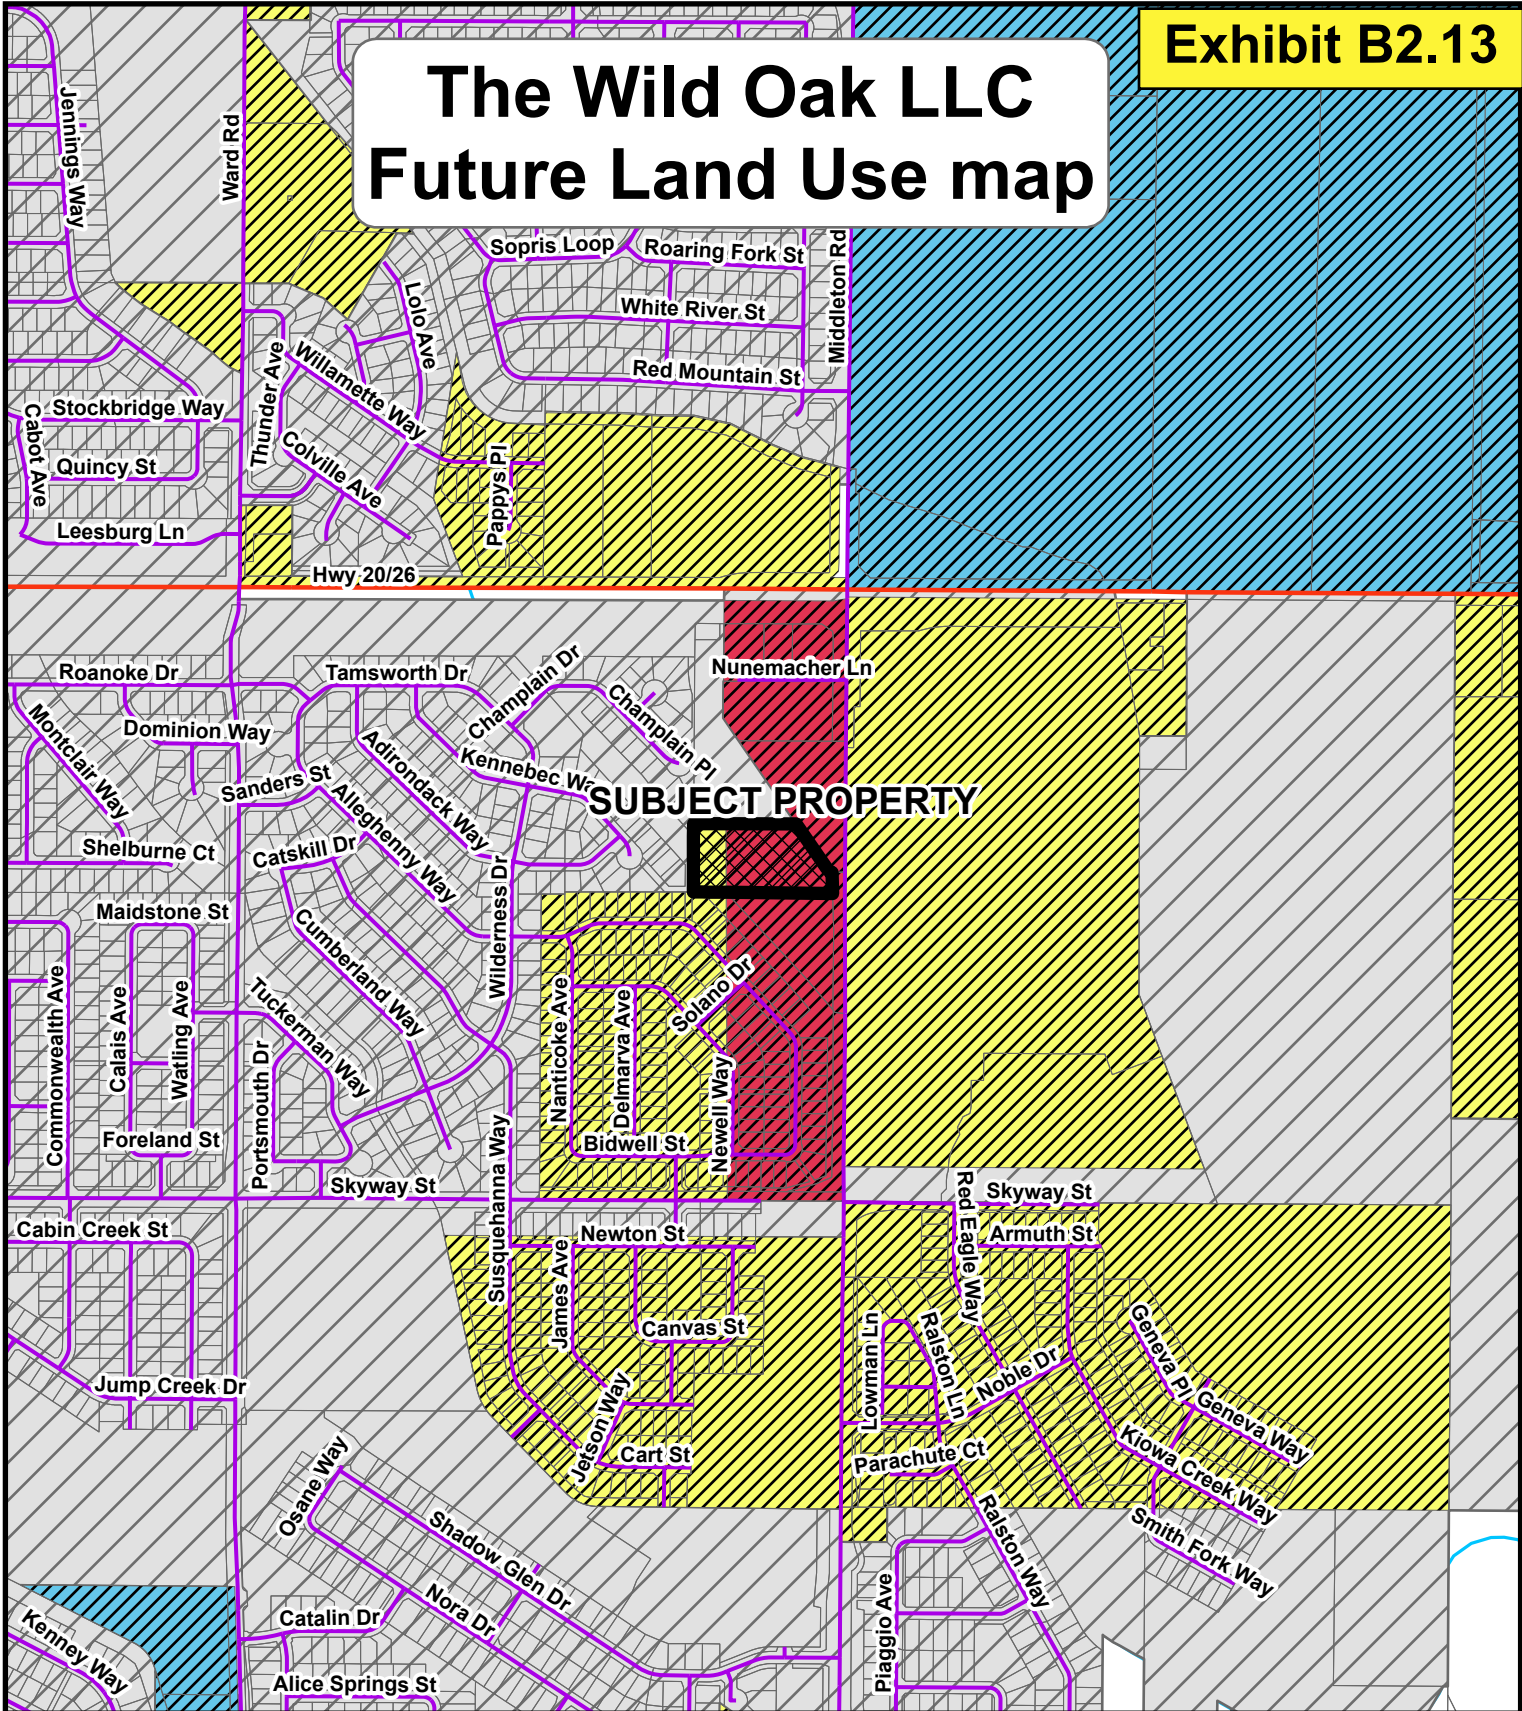 Exhibit B2.13
The Wild Oak LLC
Future Land Use map
Jennings Way
Ward Rd
Sopris Loop
Roaring Fork St
Middleton Rd
Lolo Ave
White River St
Willamette Way
Thunder Ave
Red Mountain St
Stockbridge Way
Cabot Ave
Colville Ave
Quincy St
Pappys Pl
Leesburg Ln
Hwy 20/26
Roanoke Dr
Tamsworth Dr
Champlain Dr
Nunemacher Ln
Champlain Pl
Montclair Way
Dominion Way
Adirondack Way
Kennebec Wa
Sanders St
Alleghenny Way
SUBJECT PROPERTY
Shelburne Ct
Catskill Dr
Wilderness Dr
Maidstone St
Cumberland Way
Commonwealth Ave
Calais Ave
Watling Ave
Tuckerman Way
Nanticoke Ave
Delmarva Ave
Solano Dr
Portsmouth Dr
Newell Way
Foreland St
Bidwell St
Susquehanna Way
Skyway St
Red Eagle Way
Skyway St
Cabin Creek St
Newton St
Armuth St
James Ave
Canvas St
Lowman Ln
Ralston Ln
Noble Dr
Geneva Pl
Jump Creek Dr
Geneva Way
Jetson Way
Cart St
Parachute Ct
Kiowa Creek Way
Osane Way
Shadow Glen Dr
Ralston Way
Smith Fork Way
Nora Dr
Catalin Dr
Piaggio Ave
Kenney Way
Alice Springs St